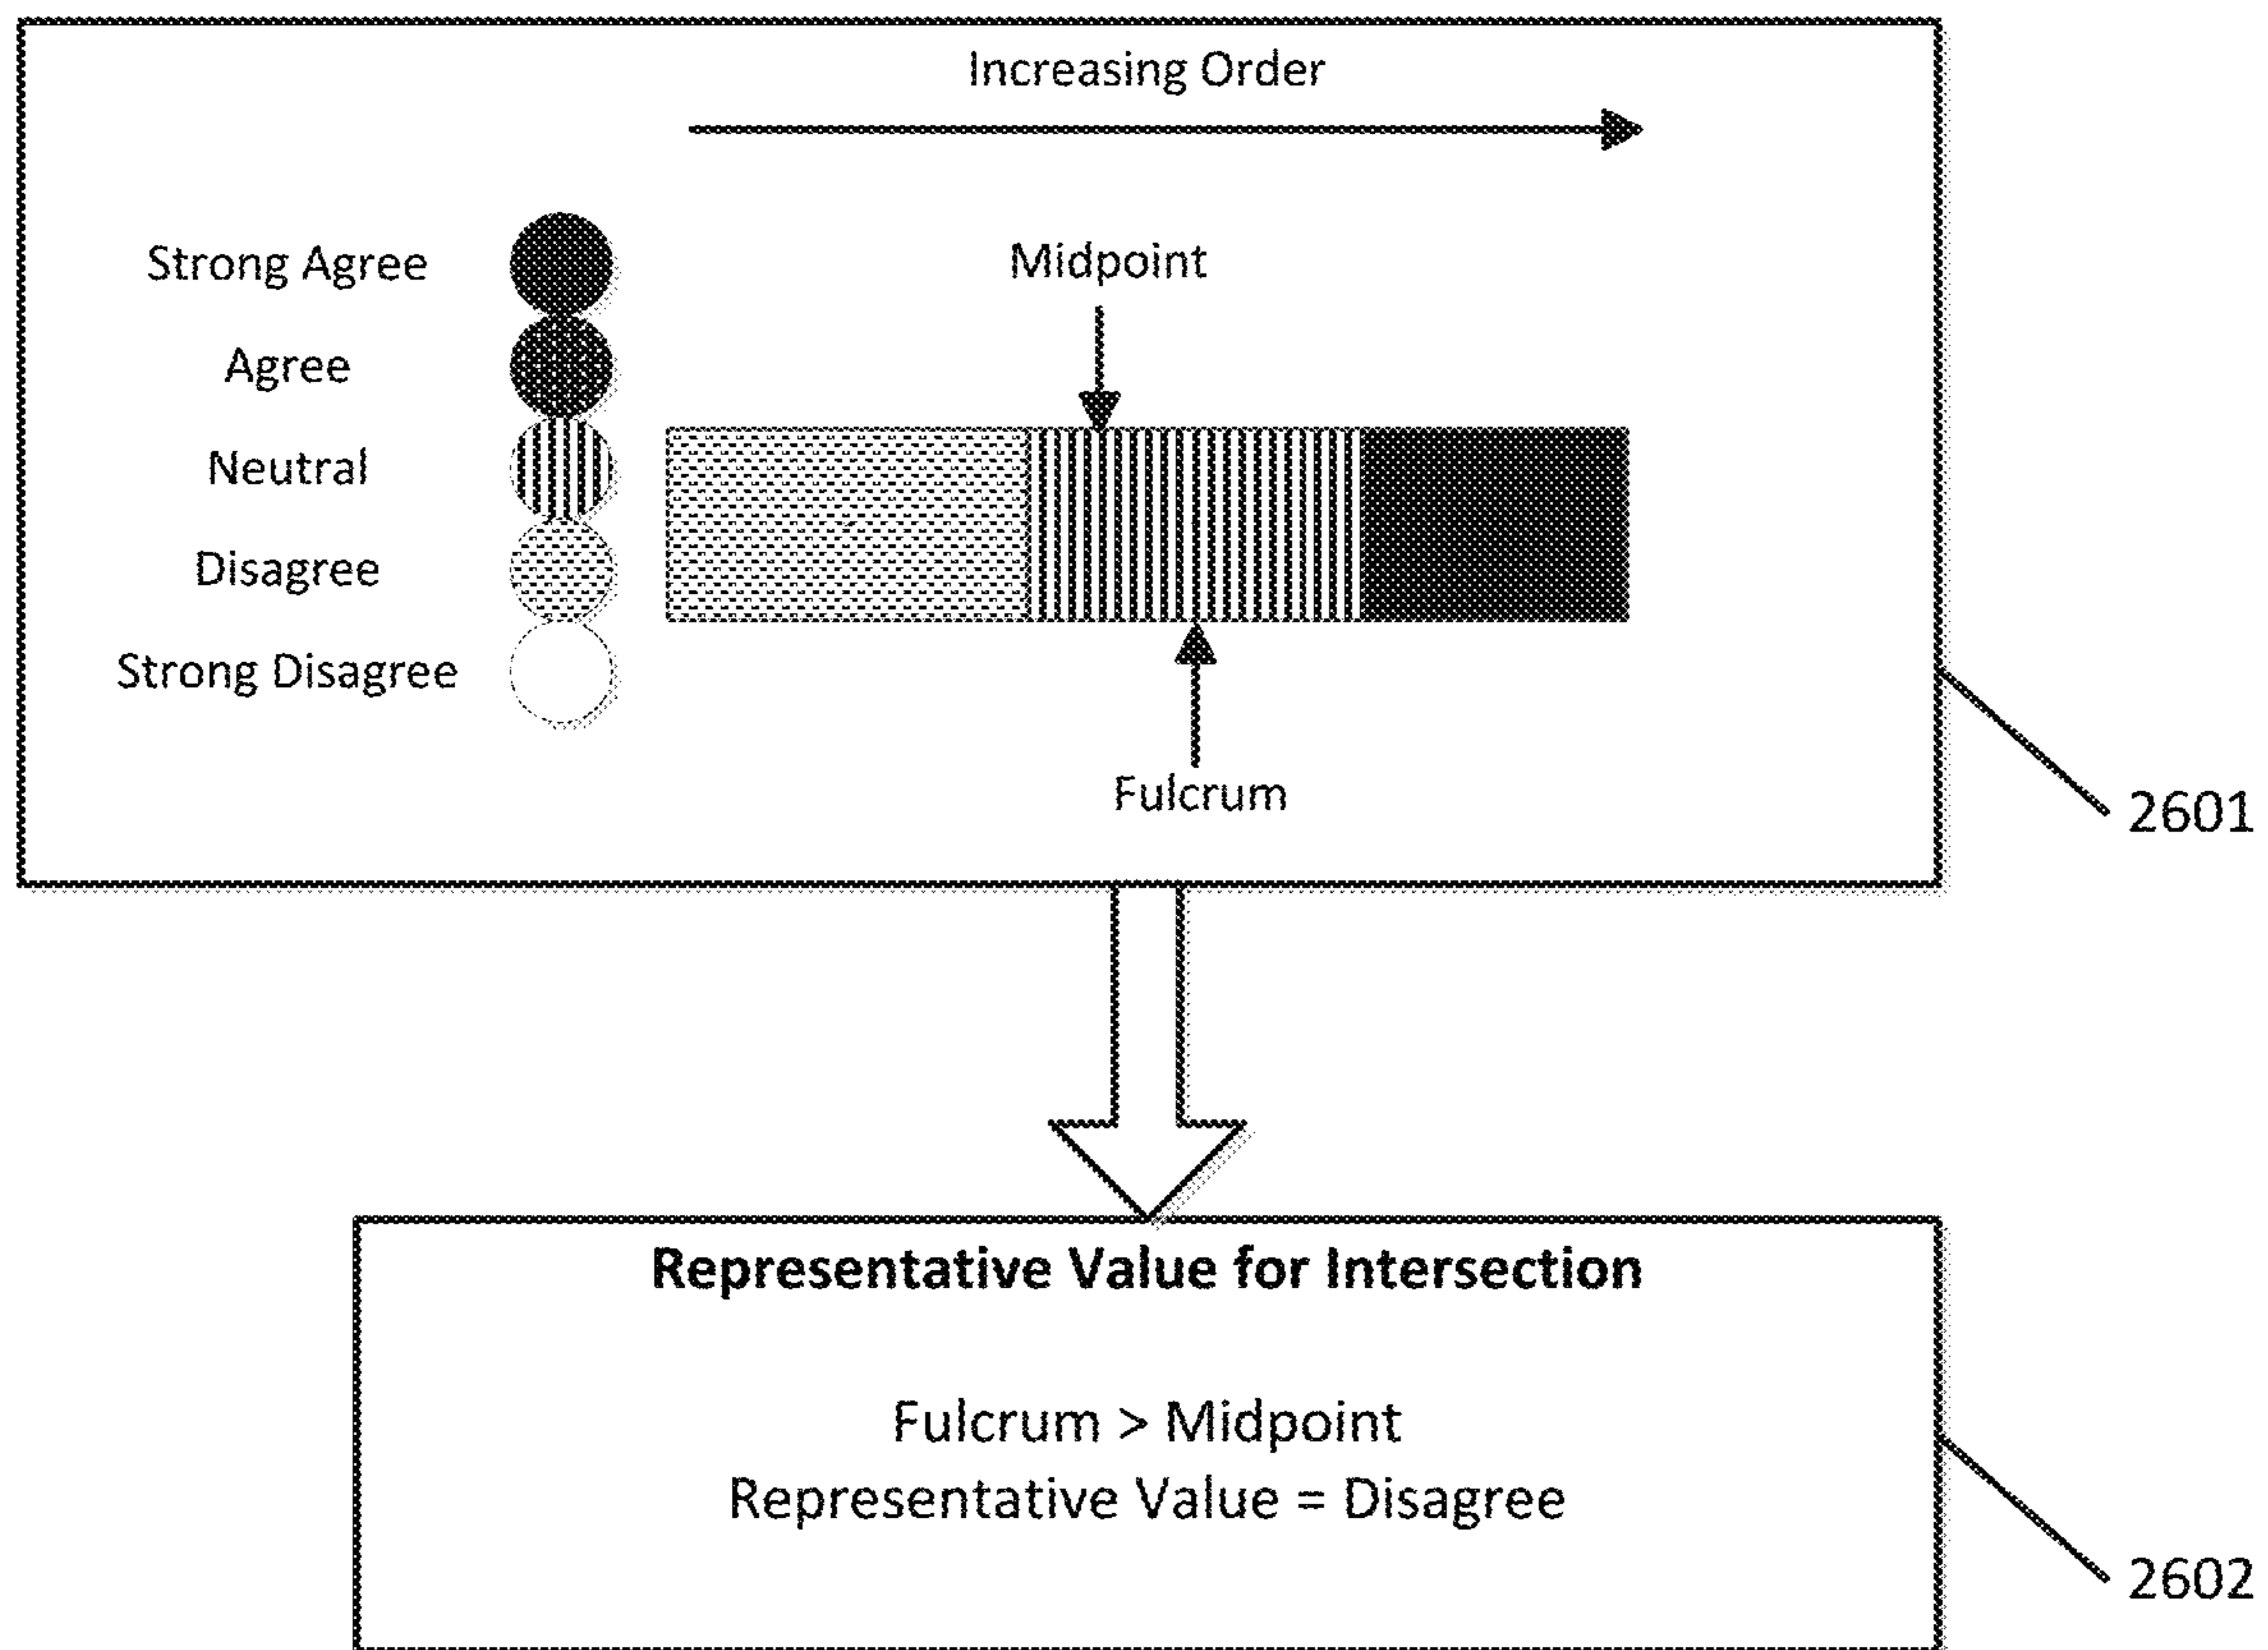 Increasing Order
Strong Agree
Midpoint
Agree
Neutral
Disagree
Strong Disagree
Fulcrum
2601
Representative Value for Intersection
Fulcrum > Midpoint
Representative Value = Disagree
2602